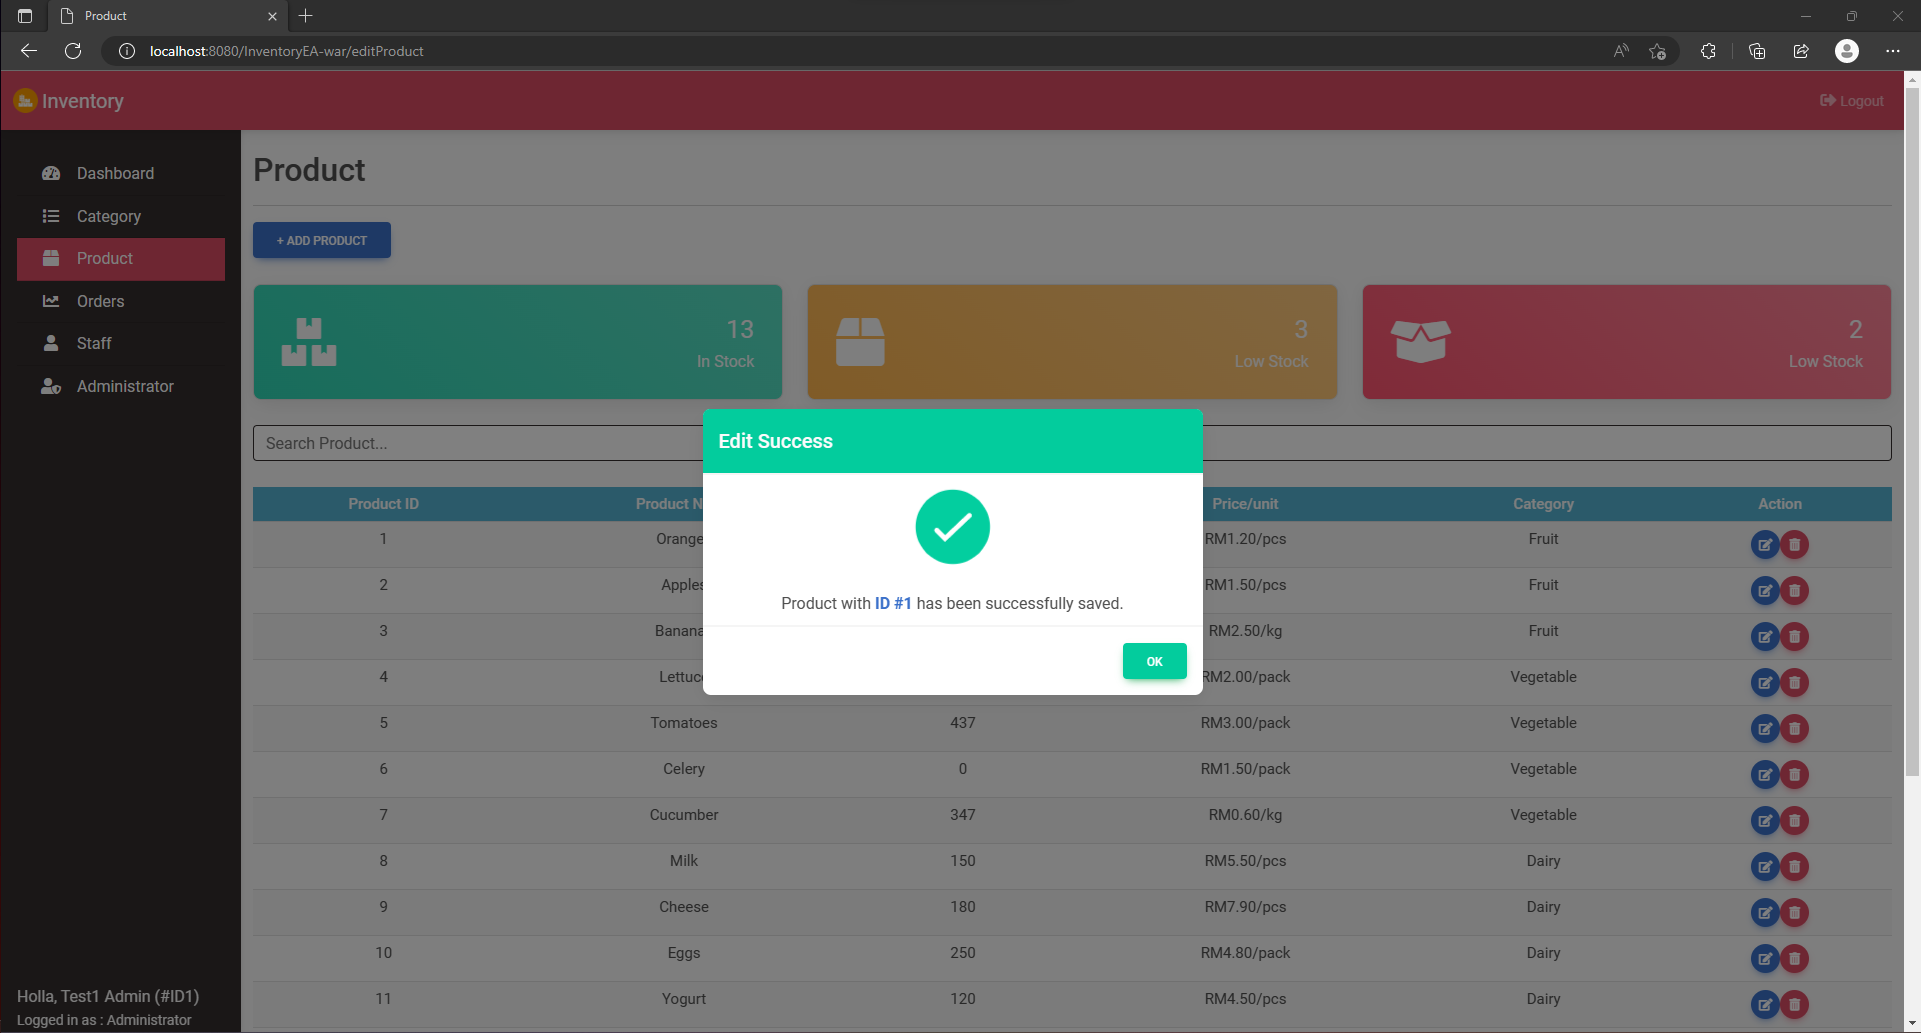 Product
localhost:8080/InventoryEA-war/editProduct
Inventory
Logout
Dashboard
Category
Product
Orders
Staff
Administrator
Holla, Test1 Admin (#ID1)
Logged in as : Administrator
Product
+ ADD PRODUCT
13
In Stock
3
Low Stock
2
Low Stock
Search Product...
Edit Success
Product with ID #1 has been successfully saved.
OK
Product ID Product N Price/unit Category Action
1 Orange RM1.20/pcs Fruit
2 Apples RM1.50/pcs Fruit
3 Banana RM2.50/kg Fruit
4 Lettuc RM2.00/pack Vegetable
5 Tomatoes 437 RM3.00/pack Vegetable
6 Celery 0 RM1.50/pack Vegetable
7 Cucumber 347 RM0.60/kg Vegetable
8 Milk 150 RM5.50/pcs Dairy
9 Cheese 180 RM7.90/pcs Dairy
10 Eggs 250 RM4.80/pack Dairy
11 Yogurt 120 RM4.50/pcs Dairy